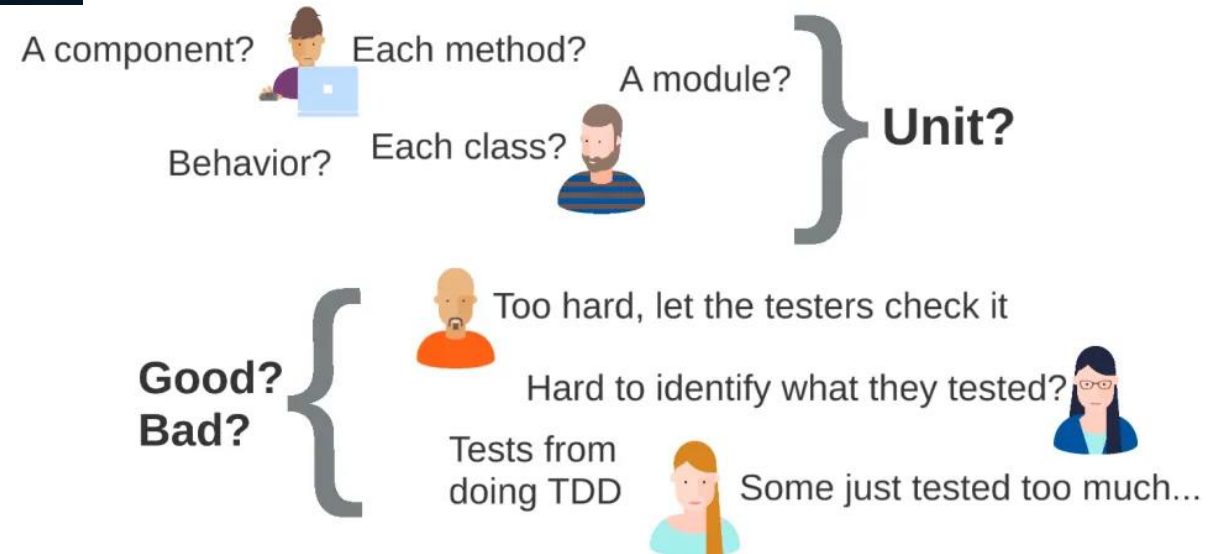 A component?
Each method?
A module?
Behavior?
Each class?
Unit?
Too hard, let the testers check it
Good?
Bad?
Hard to identify what they tested?
Tests from
doing TDD
Some just tested too much...